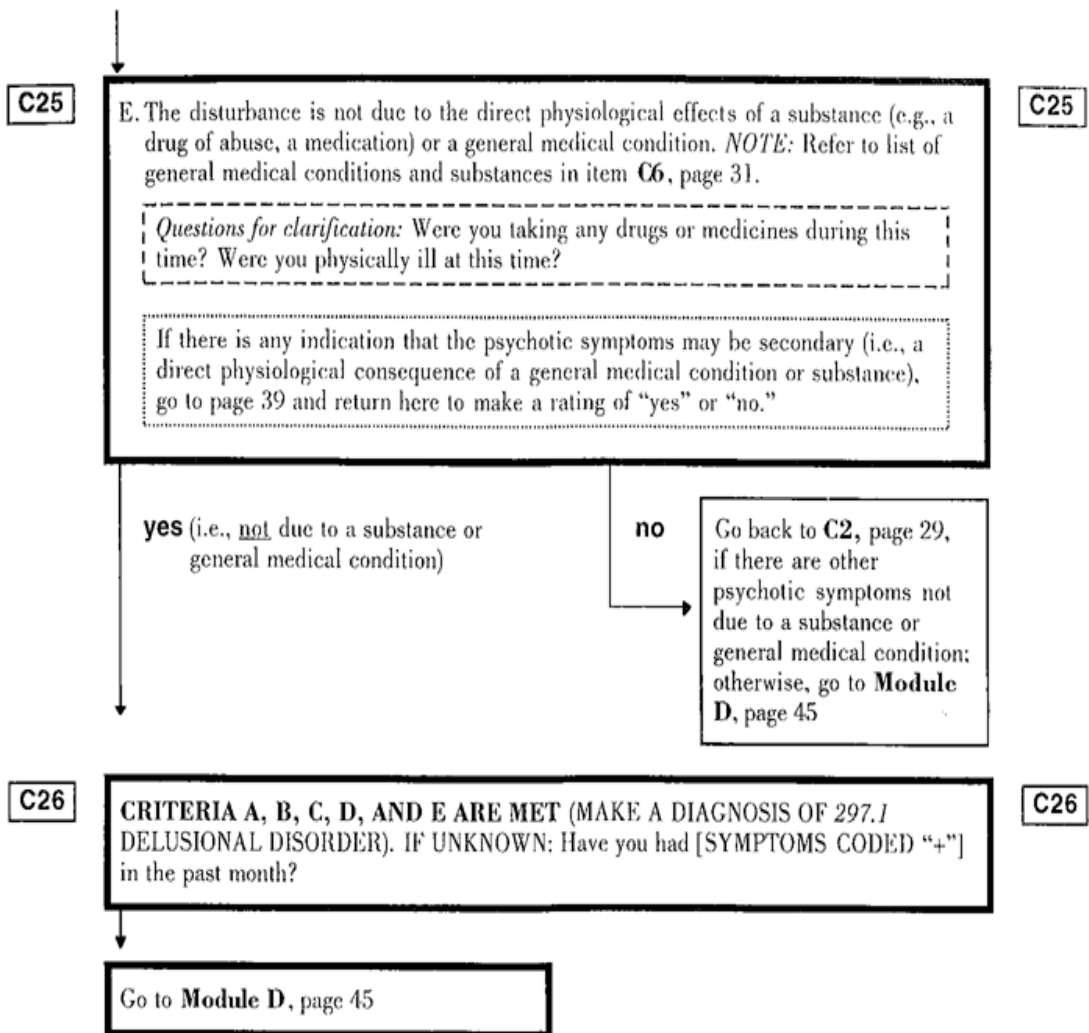 C25
C25
E. The disturbance is not due to the direct physiological effects of a substance (e.g., a
drug of abuse, a medication) or a general medical condition. NOTE: Refer to list of
general medical conditions and substances in item C6, page 31.
Questions for clarification: Were you taking any drugs or medicines during this
time? Were you physically ill at this time?
If there is any indication that the psychotic symptoms may be secondary (i.e., a
direct physiological consequence of a general medical condition or substance),
go to page 39 and return here to make a rating of “yes” or “no.”
yes (i.e., not due to a substance or
general medical condition)
no
Go back to C2, page 29,
if there are other
psychotic symptoms not
due to a substance or
general medical condition;
otherwise, go to Module
D, page 45
C26
C26
CRITERIA A, B, C, D, AND E ARE MET (MAKE A DIAGNOSIS OF 297.1
DELUSIONAL DISORDER). IF UNKNOWN: Have you had [SYMPTOMS CODED “+”]
in the past month?
Go to Module D, page 45